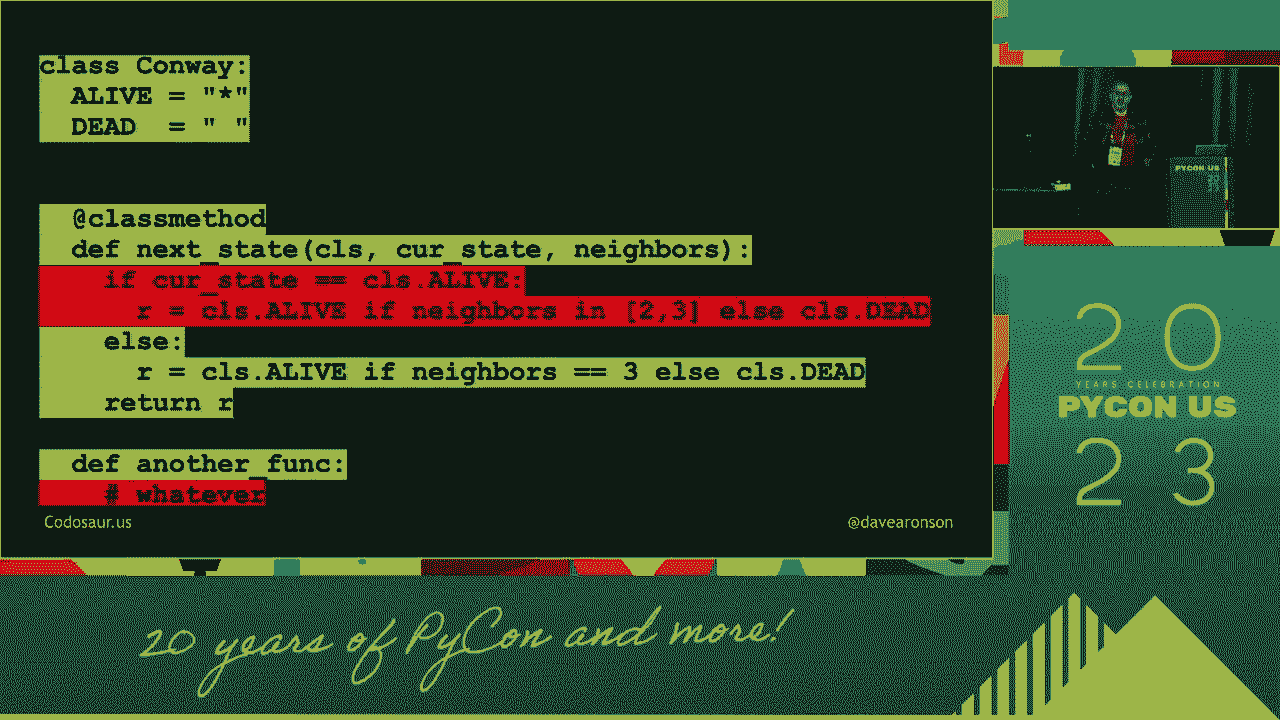 class Conway:
  ALIVE = "*"
  DEAD  = " "
  @classmethod
  def next_state(cls, cur_state, neighbors):
    if cur_state == cls.ALIVE:
      r = cls.ALIVE if neighbors in [2,3] else cls.DEAD
    else:
      r = cls.ALIVE if neighbors == 3 else cls.DEAD
    return r
  def another_func:
    # whatever
Codosaur.us
@davearonson
PYCON US
20
YEARS CELEBRATION
PYCON US
23
20 years of PyCon and more!